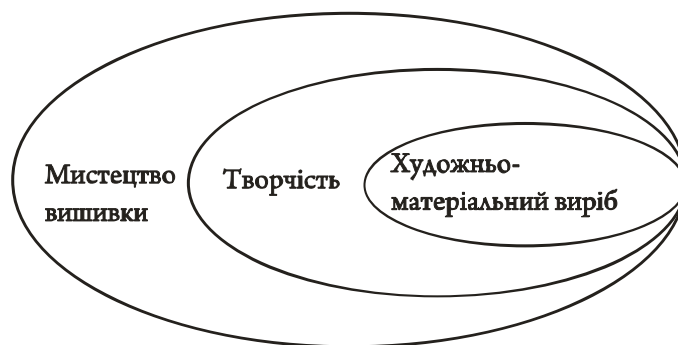 Мистецтво
вишивки
Творчість
Художньо-
матеріальний виріб